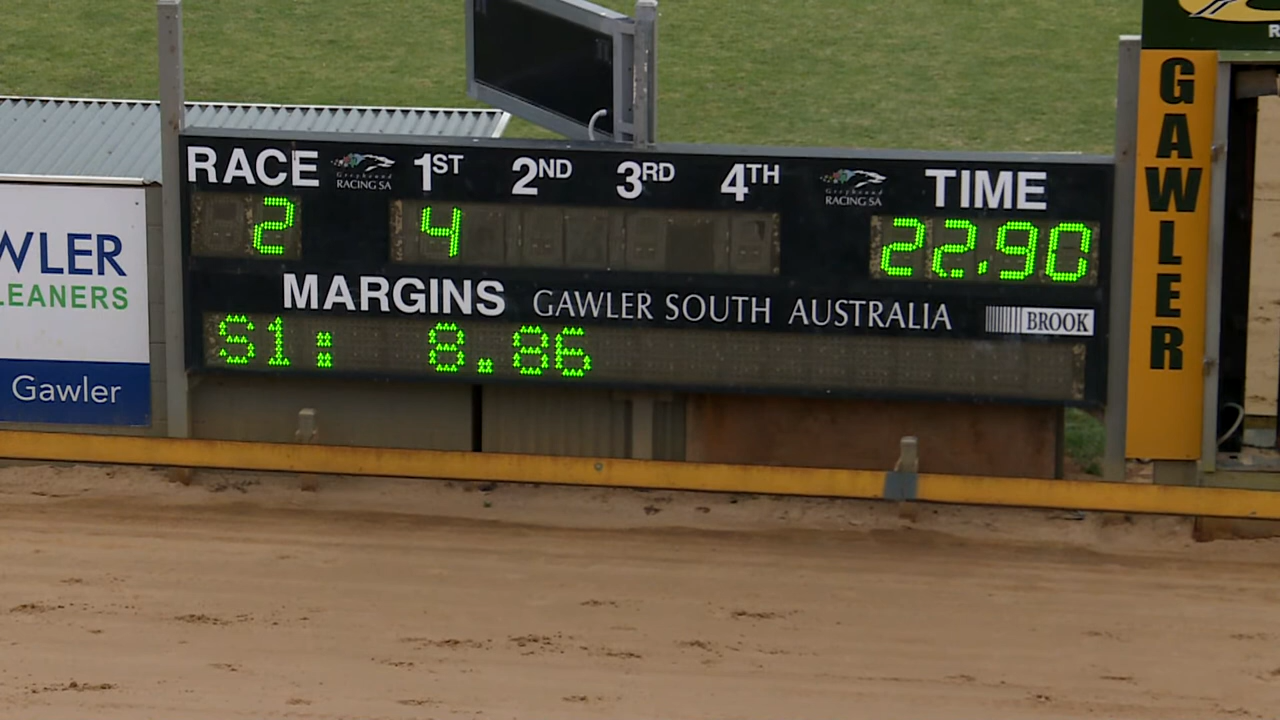 RACE
Greyhound
RACING SA
1ST 2ND 3RD 4TH
Greyhound
RACING SA
TIME
2 4 22.90
MARGINS GAWLER SOUTH AUSTRALIA BROOK
S1: 8.86
WLER
LEANERS
Gawler
R
GAWLER